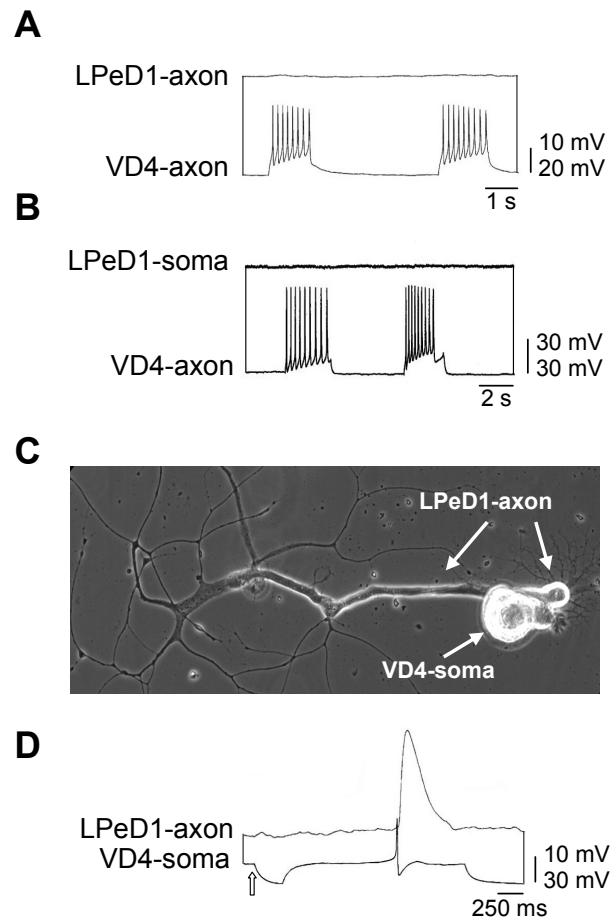 A
LPeD1-axon
VD4-axon
10 mV
20 mV
1 s
B
LPeD1-soma
VD4-axon
30 mV
30 mV
2 s
C
LPeD1-axon
VD4-soma
D
LPeD1-axon
VD4-soma
10 mV
30 mV
250 ms